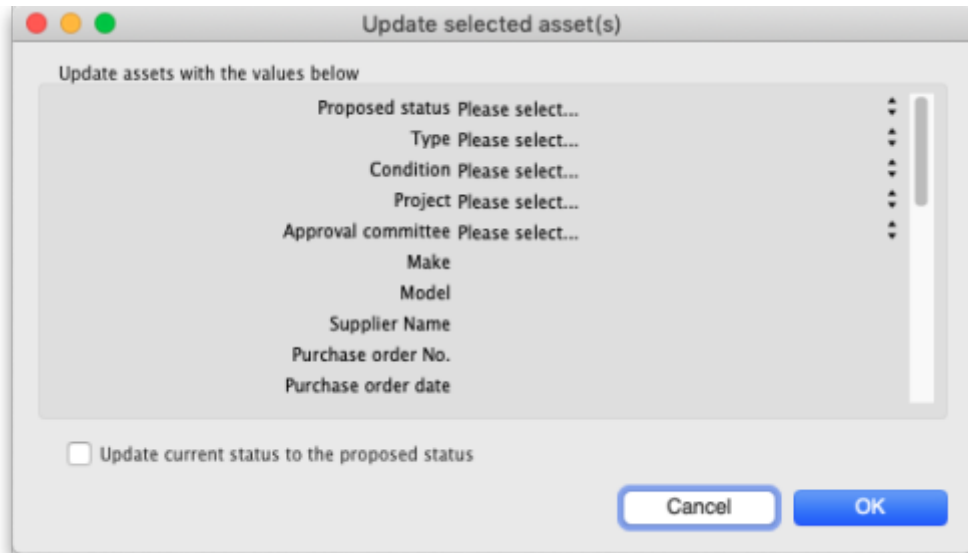 Update selected asset(s)
Update assets with the values below
Proposed status Please select...
Type Please select...
Condition Please select...
Project Please select...
Approval committee Please select...
Make
Model
Supplier Name
Purchase order No.
Purchase order date
Update current status to the proposed status
Cancel OK